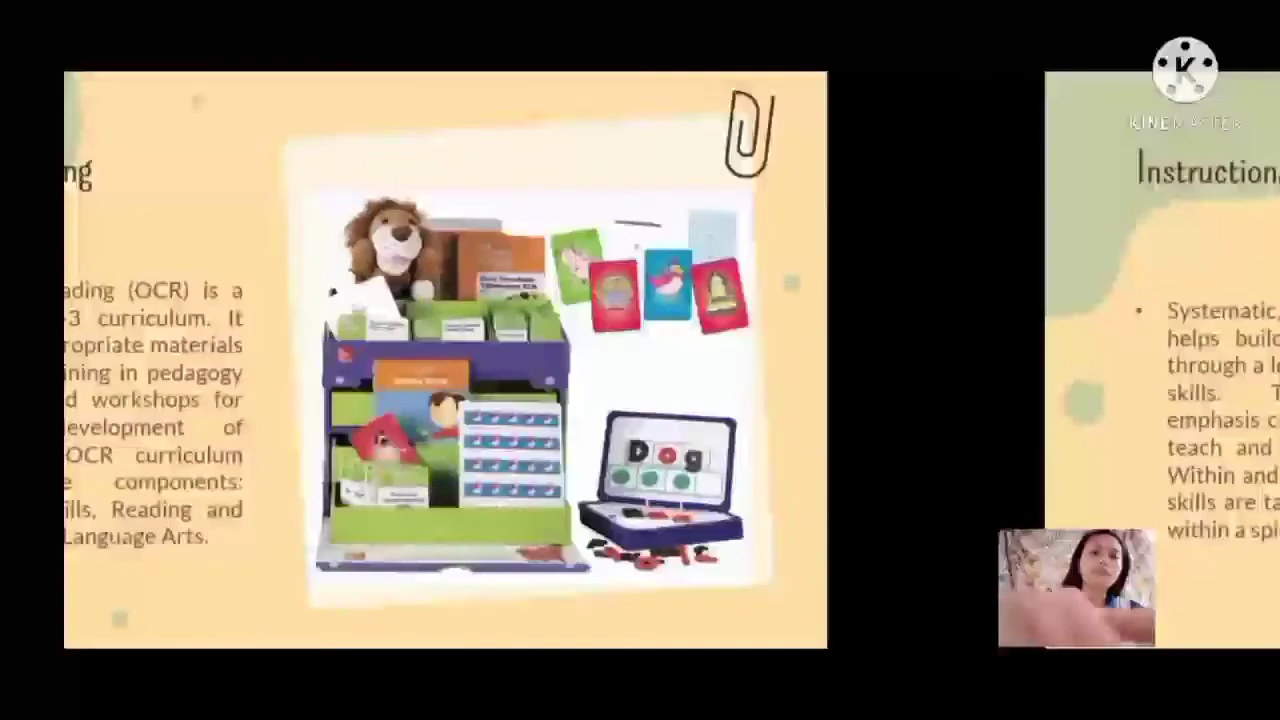 ng
ading (OCR) is a
-3 curriculum. It
ropriate materials
ining in pedagogy
d workshops for
evelopment of
OCR curriculum
e components:
ills, Reading and
Language Arts.
Dog
K
KINEMASTER
Instruction
• Systematic,
helps build
through a l
skills. T
emphasis c
teach and
Within and
skills are ta
within a spi